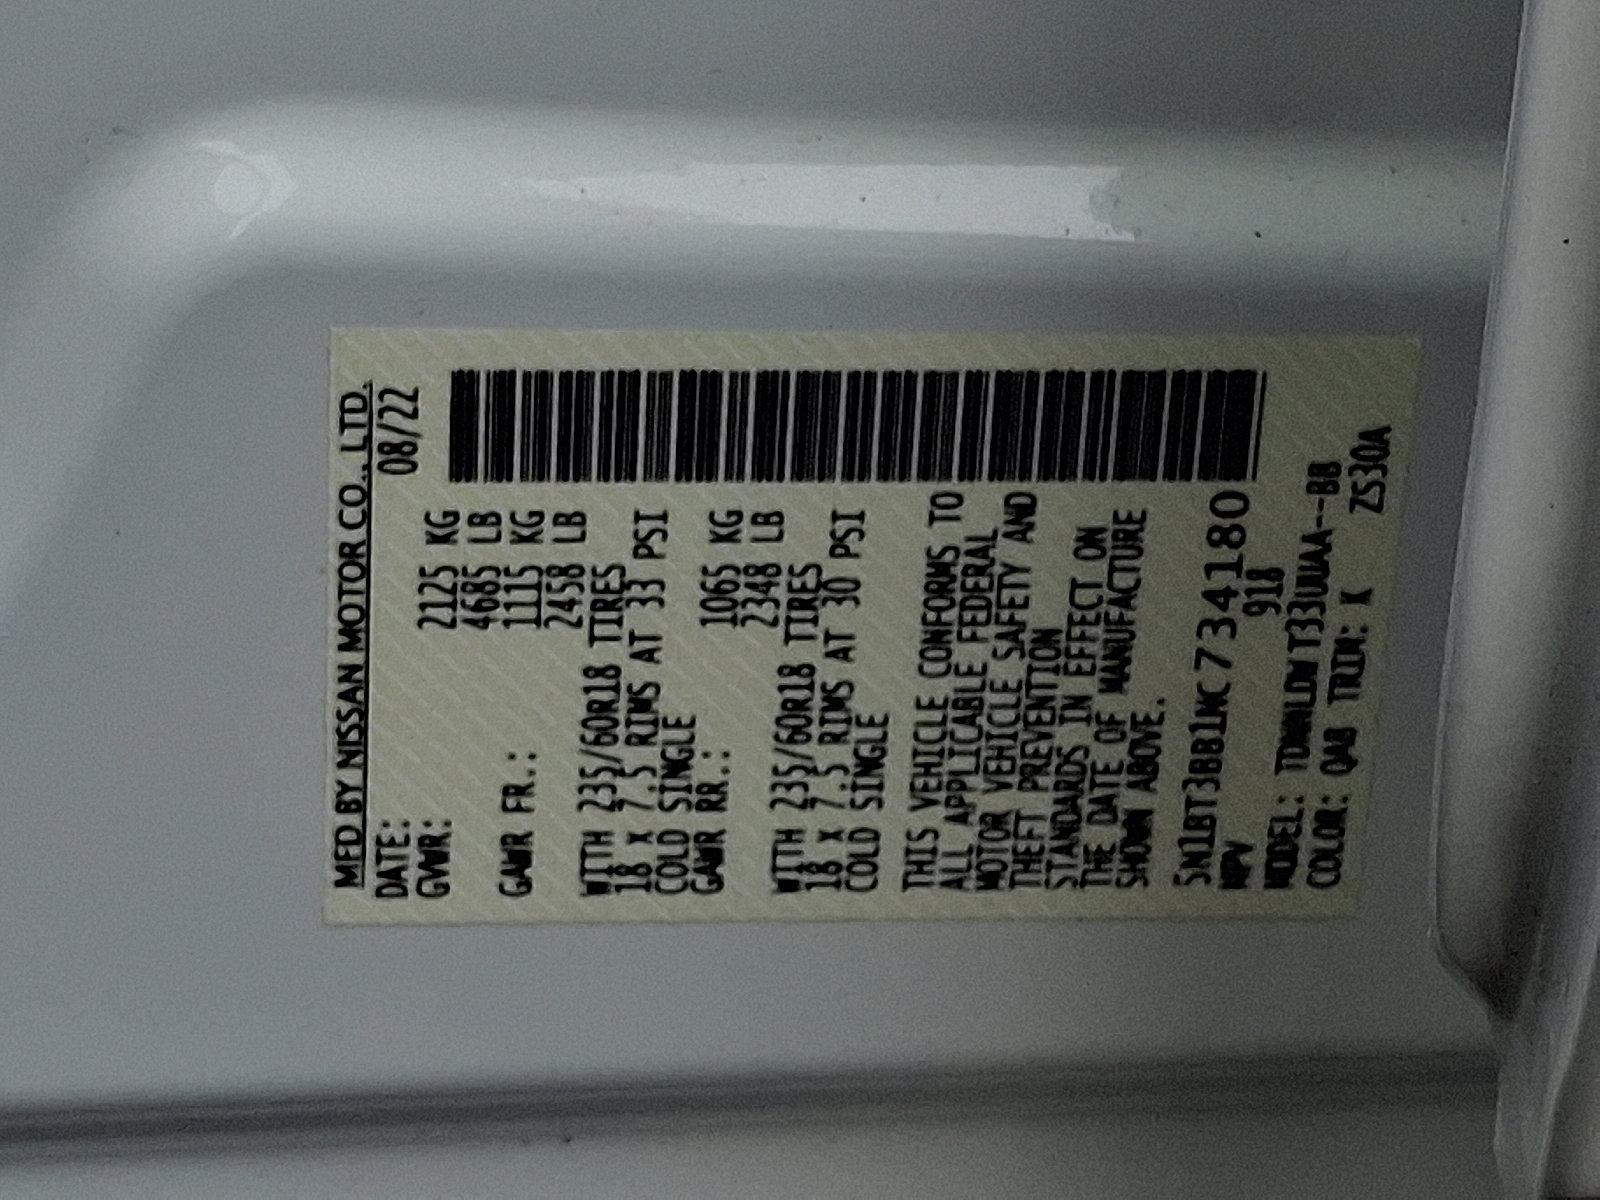 MFD BY NISSAN MOTOR CO., LTD.
DATE: 08/22
GVWR: 2125 KG
4685 LB
GAWR FR.: 1115 KG
2458 LB
WITH 235/60R18 TIRES
18 x 7.5 RIMS AT 33 PSI
COLD SINGLE
GAWR RR.: 1065 KG
2348 LB
WITH 235/60R18 TIRES
18 x 7.5 RIMS AT 30 PSI
COLD SINGLE
THIS VEHICLE CONFORMS TO
ALL APPLICABLE FEDERAL
MOTOR VEHICLE SAFETY AND
THEFT PREVENTION
STANDARDS IN EFFECT ON
THE DATE OF MANUFACTURE
SHOWN ABOVE.
5N1BT3BB1NC734180
MPV 918
MODEL:
COLOR: QAB TRIM: K ZS30A